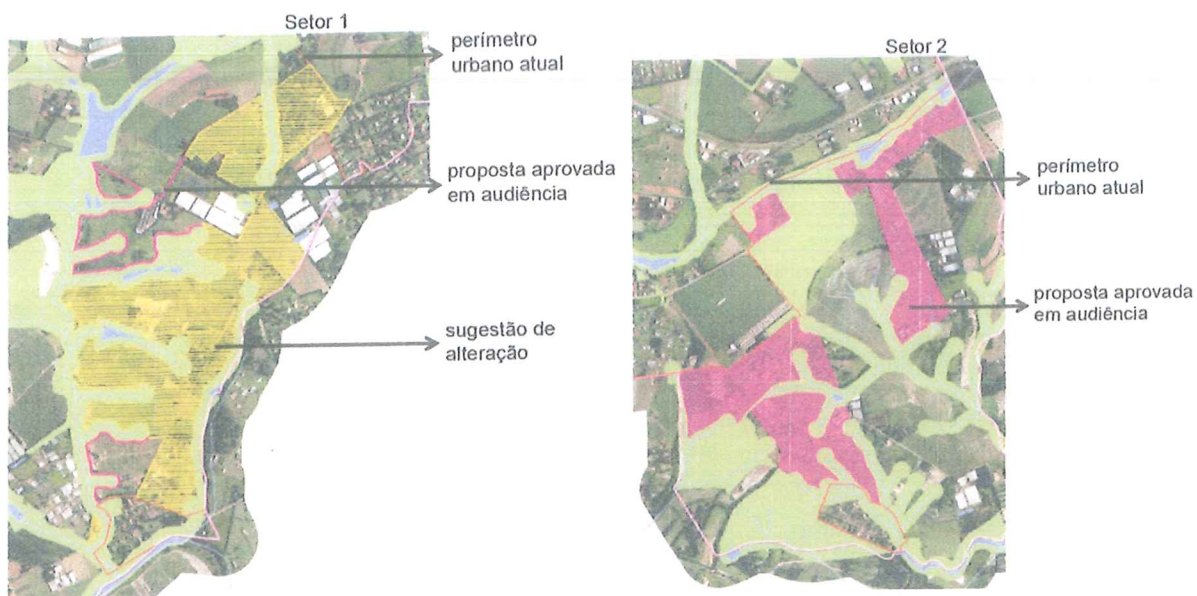 Setor 1
perímetro
urbano atual
proposta aprovada
em audiência
sugestão de
alteração
Setor 2
perímetro
urbano atual
proposta aprovada
em audiência